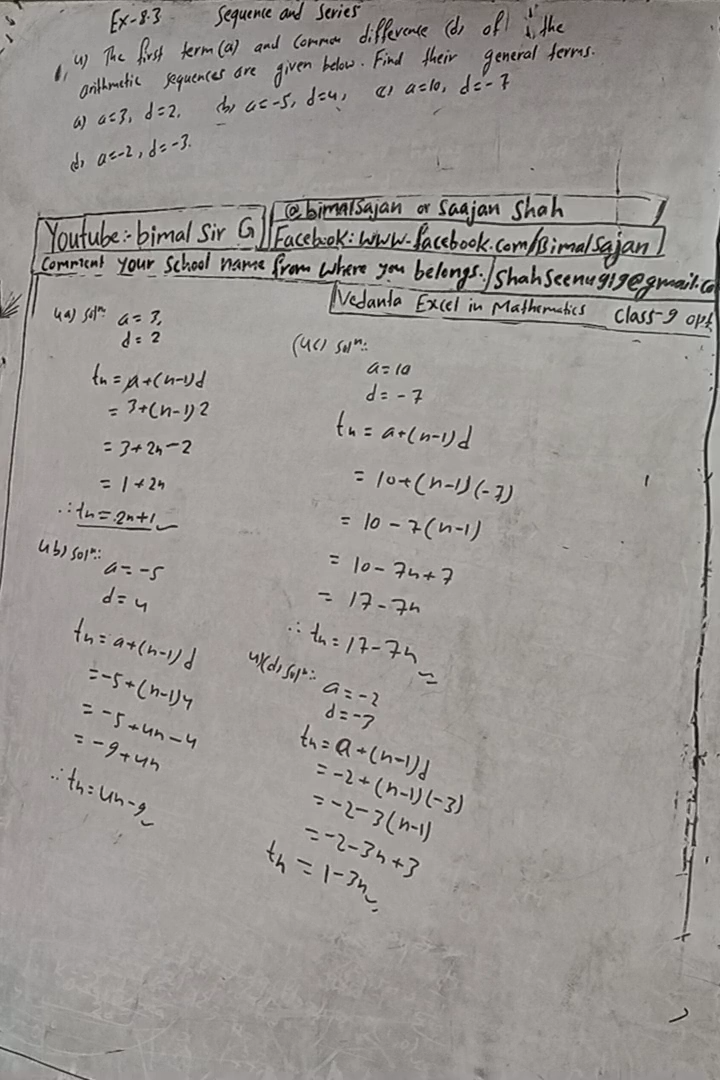 Ex-8.3 Sequence and Series
4) The first term (a) and common difference (d) of the
arithmetic sequences are given below. Find their general terms.
a) a=3, d=2, (b) a=-5, d=4, (c) a=10, d=-7
(d) a=-2, d=-3.
Youtube:- bimal Sir G
@bimalSajan or Saajan Shah
Facebook: www.facebook.com/BimalSajan
Comment your School name from where you belongs. / Shahseenu919@gmail.co
Vedanta Excel in Mathematics Class-9 opt
4a) Solⁿ: a = 3,
d = 2
tn = a+(n-1)d
= 3+(n-1)2
= 3+2n-2
= 1+2n
∴ tn = 2n+1
4b) Solⁿ:
a = -5
d = 4
tn = a+(n-1)d
= -5+(n-1)4
= -5+4n-4
= -9+4n
∴ tn = 4n-9
(4c) Solⁿ:
a = 10
d = -7
tn = a+(n-1)d
= 10+(n-1)(-7)
= 10-7(n-1)
= 10-7n+7
= 17-7n
∴ tn = 17-7n
4(d) Solⁿ:
a = -2
d = -3
tn = a+(n-1)d
= -2+(n-1)(-3)
= -2-3(n-1)
= -2-3n+3
tn = 1-3n